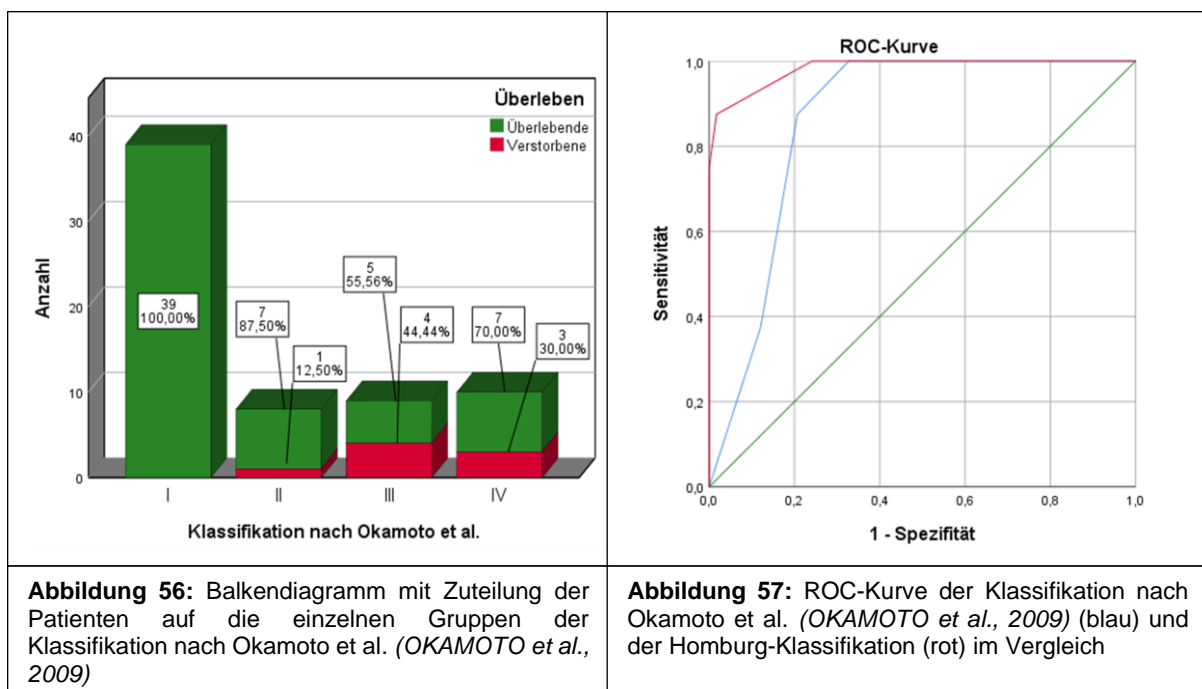 Überleben
Überlebende
Verstorbene
Anzahl
40
30
20
10
0
39
100,00%
7
87,50%
1
12,50%
5
55,56%
4
44,44%
7
70,00%
3
30,00%
I
II
III
IV
Klassifikation nach Okamoto et al.
ROC-Kurve
Sensitivität
1,0
0,8
0,6
0,4
0,2
0,0
0,0
0,2
0,4
0,6
0,8
1,0
1 - Spezifität
Abbildung 56: Balkendiagramm mit Zuteilung der
Patienten auf die einzelnen Gruppen der
Klassifikation nach Okamoto et al. (OKAMOTO et al.,
2009)
Abbildung 57: ROC-Kurve der Klassifikation nach
Okamoto et al. (OKAMOTO et al., 2009) (blau) und
der Homburg-Klassifikation (rot) im Vergleich